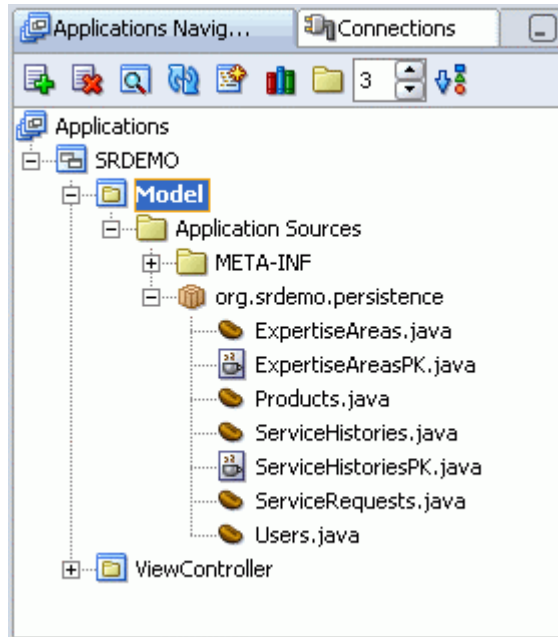 Applications Navig... Connections
3
Applications
SRDEMO
Model
Application Sources
META-INF
org.srdemo.persistence
ExpertiseAreas.java
ExpertiseAreasPK.java
Products.java
ServiceHistories.java
ServiceHistoriesPK.java
ServiceRequests.java
Users.java
ViewController